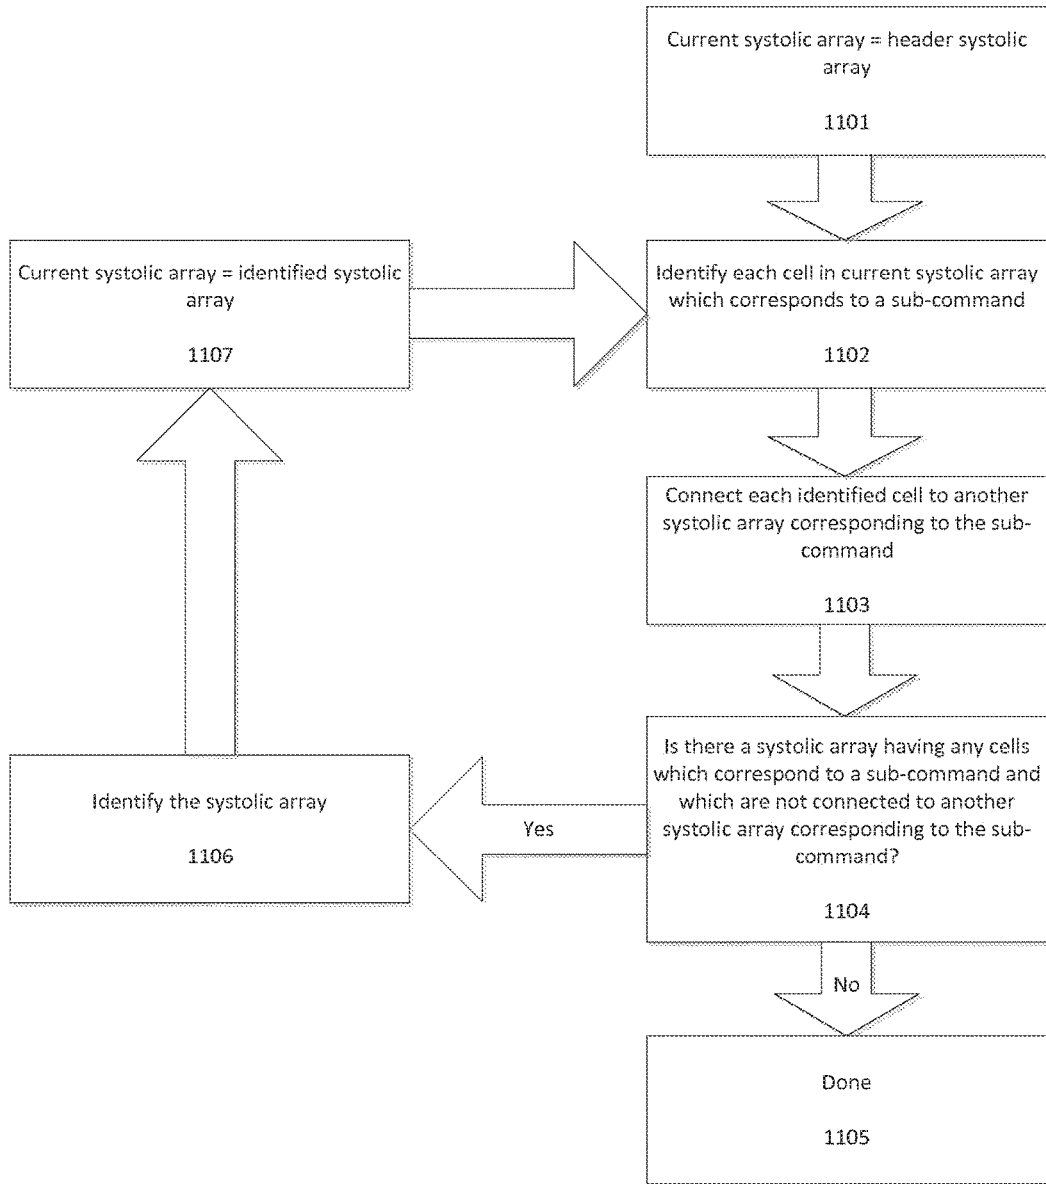 Current systolic array = header systolic
array
1101
Current systolic array = identified systolic
array
1107
Identify each cell in current systolic array
which corresponds to a sub-command
1102
Connect each identified cell to another
systolic array corresponding to the sub-
command
1103
Is there a systolic array having any cells
which correspond to a sub-command and
which are not connected to another
systolic array corresponding to the sub-
command?
1104
Yes
Identify the systolic array
1106
No
Done
1105